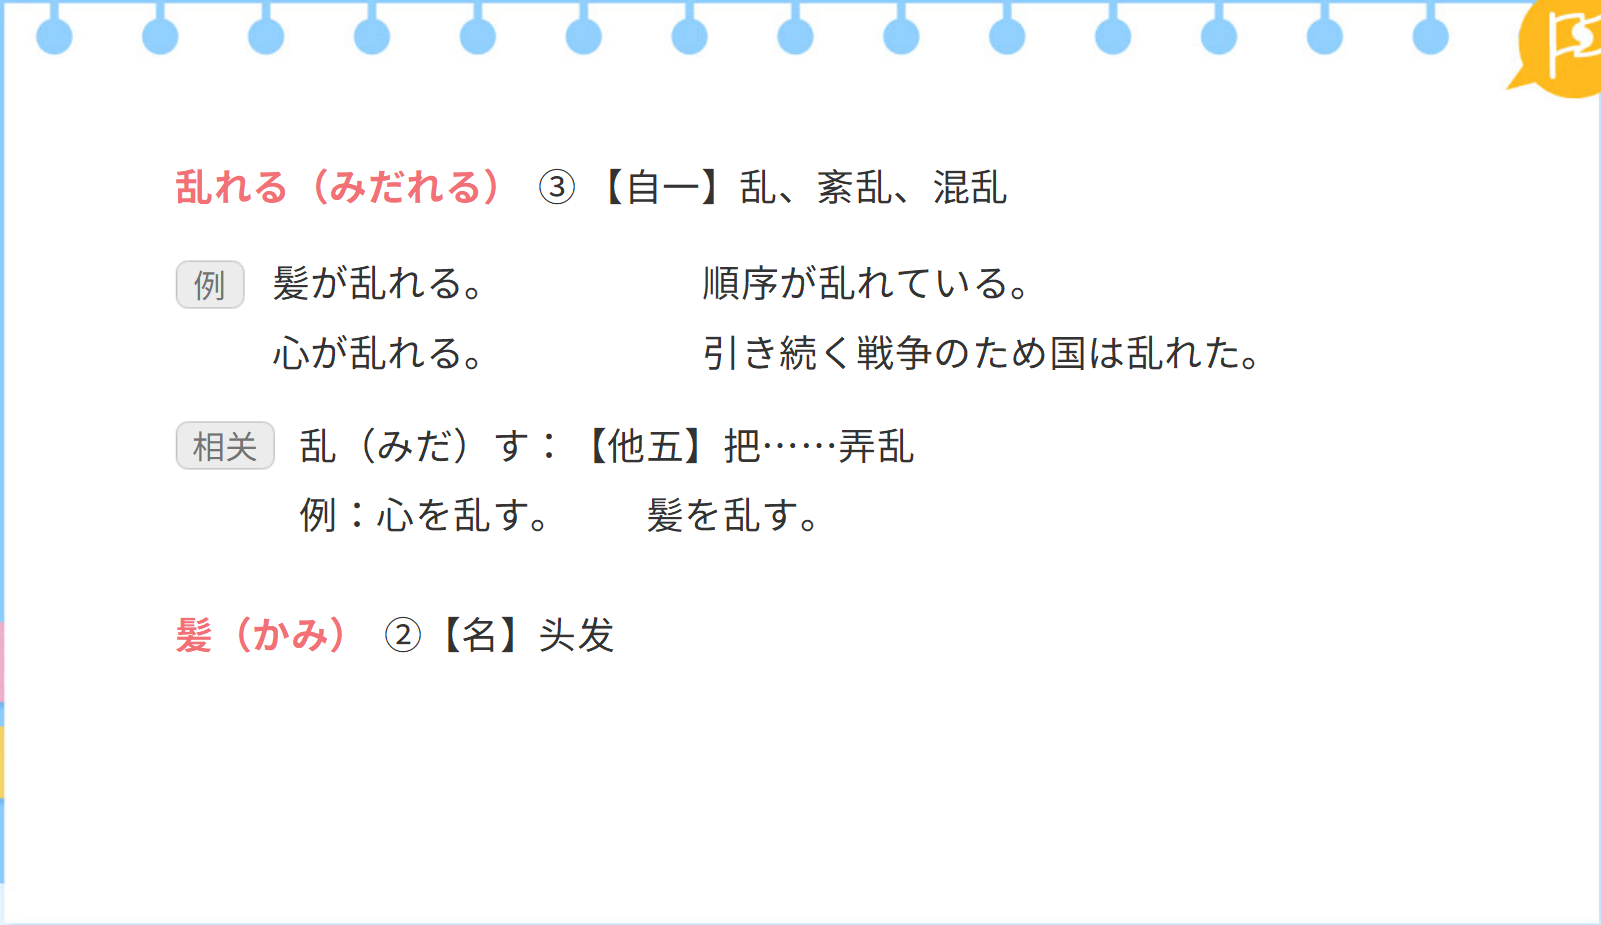 乱れる（みだれる） ③【自一】乱、紊乱、混乱
例 髪が乱れる。 順序が乱れている。
心が乱れる。 引き続く戦争のため国は乱れた。
相关 乱（みだ）す：【他五】把……弄乱
例：心を乱す。 髪を乱す。
髪（かみ） ②【名】头发